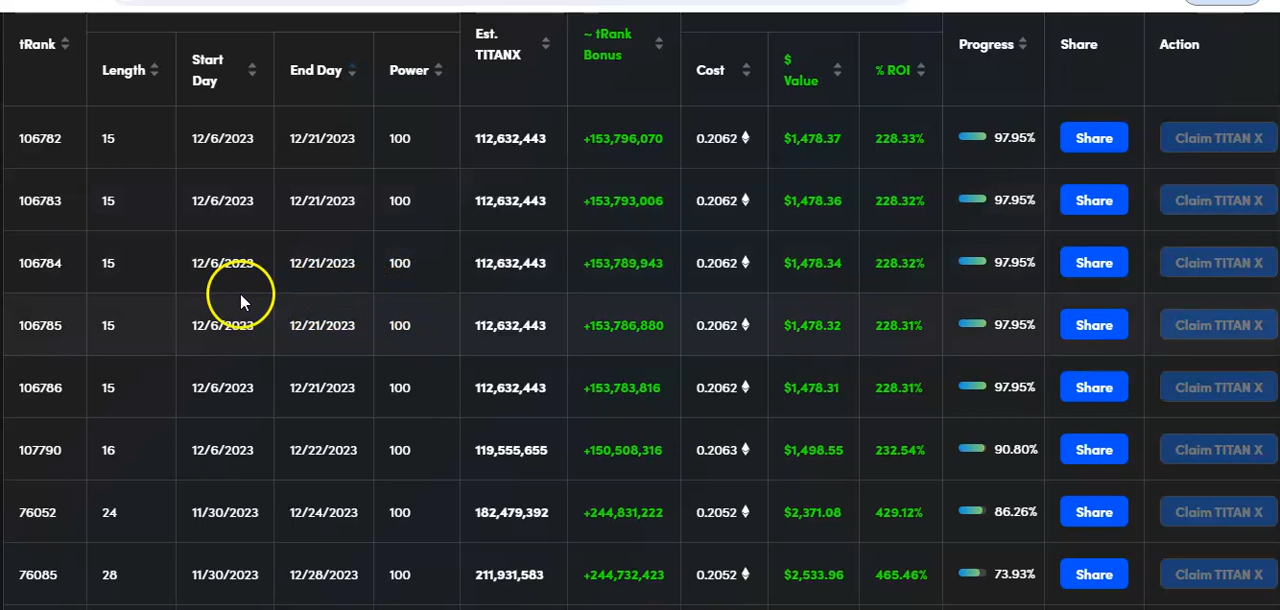 tRank Length Start Day End Day Power Est. TITANX ~ tRank Bonus Cost $ Value % ROI Progress Share Action
106782 15 12/6/2023 12/21/2023 100 112,632,443 +153,796,070 0.2062 $1,478.37 228.33% 97.95% Share Claim TITAN X
106783 15 12/6/2023 12/21/2023 100 112,632,443 +153,793,006 0.2062 $1,478.36 228.32% 97.95% Share Claim TITAN X
106784 15 12/6/2023 12/21/2023 100 112,632,443 +153,789,943 0.2062 $1,478.34 228.32% 97.95% Share Claim TITAN X
106785 15 12/6/2023 12/21/2023 100 112,632,443 +153,786,880 0.2062 $1,478.32 228.31% 97.95% Share Claim TITAN X
106786 15 12/6/2023 12/21/2023 100 112,632,443 +153,783,816 0.2062 $1,478.31 228.31% 97.95% Share Claim TITAN X
107790 16 12/6/2023 12/22/2023 100 119,555,655 +150,508,316 0.2063 $1,498.55 232.54% 90.80% Share Claim TITAN X
76052 24 11/30/2023 12/24/2023 100 182,479,392 +244,831,222 0.2052 $2,371.08 429.12% 86.26% Share Claim TITAN X
76085 28 11/30/2023 12/28/2023 100 211,931,583 +244,732,423 0.2052 $2,533.96 465.46% 73.93% Share Claim TITAN X